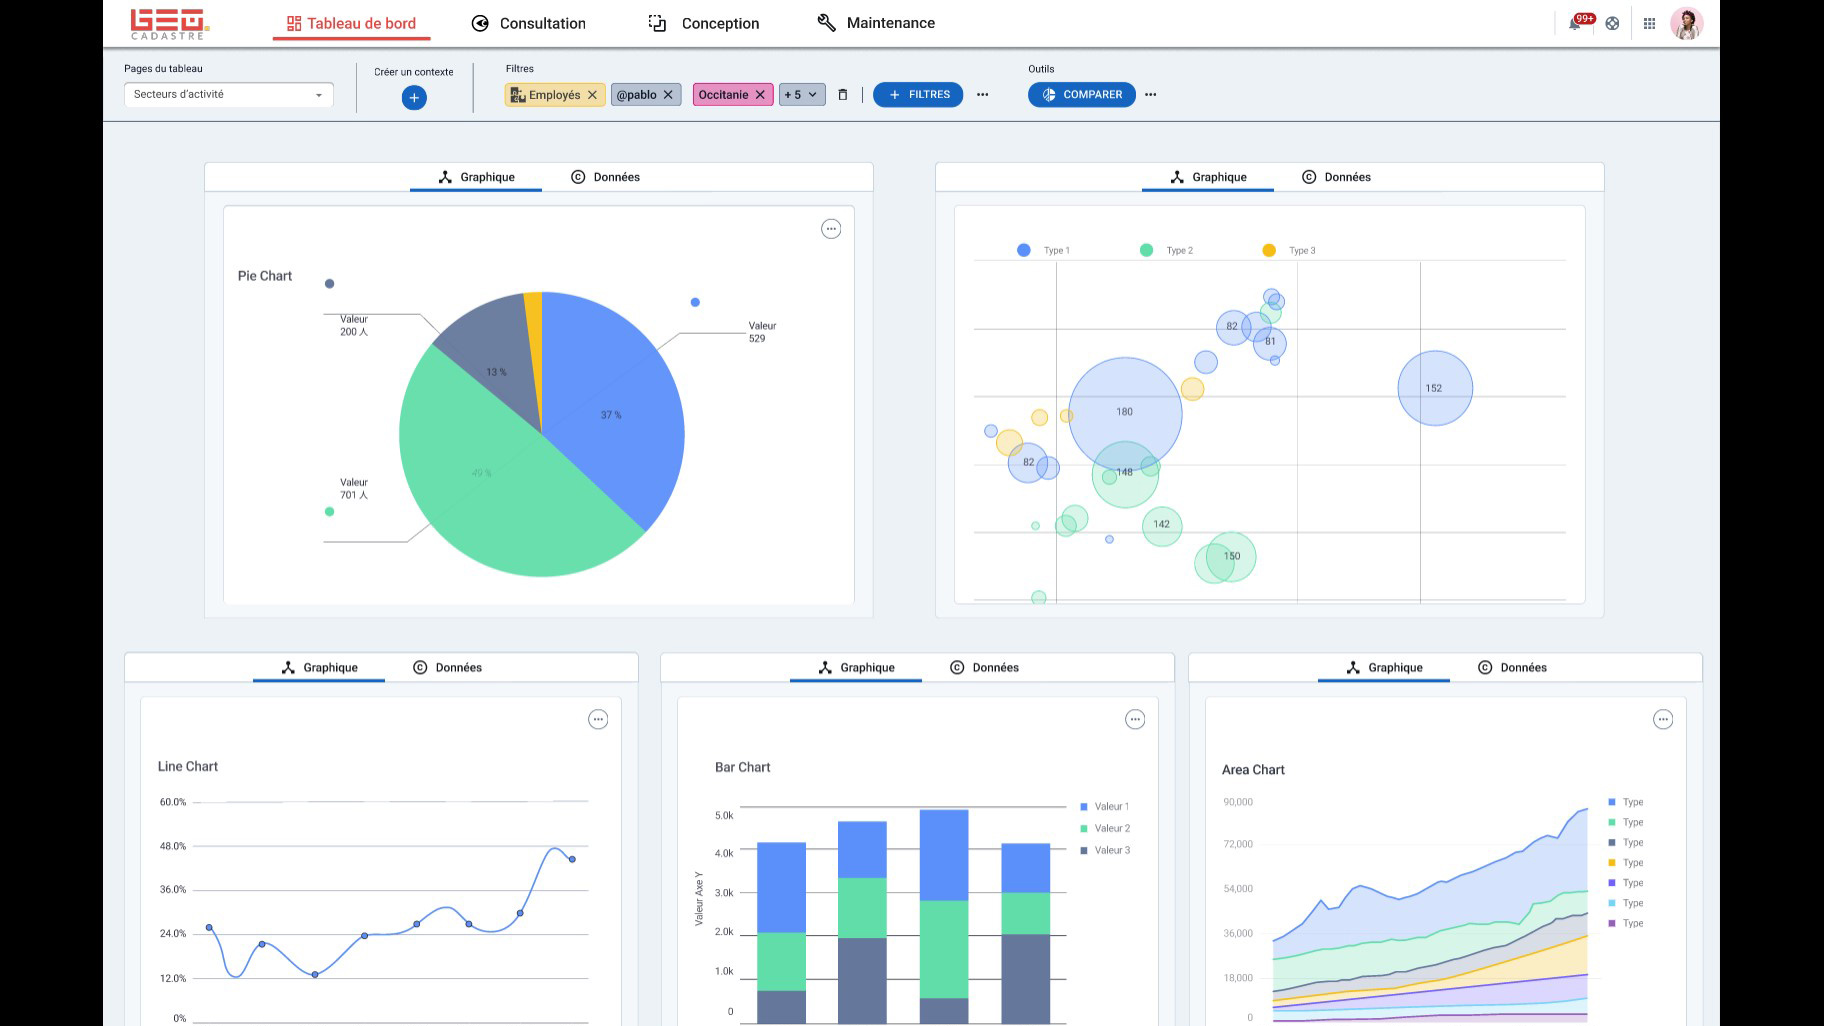 GEO.
CADASTRE
Tableau de bord
Consultation
Conception
Maintenance
99+
Pages du tableau
Secteurs d'activité
Créer un contexte
Filtres
Employés
@pablo
Occitanie
+ 5
FILTRES
Outils
COMPARER
Graphique
Données
Pie Chart
Valeur
200 人
13 %
37 %
Valeur
529
49 %
Valeur
701 人
Graphique
Données
Type 1
Type 2
Type 3
82
81
180
152
82
148
142
150
Graphique
Données
Line Chart
60.0%
48.0%
36.0%
24.0%
12.0%
0%
Graphique
Données
Bar Chart
Valeur Axe Y
5.0k
4.0k
3.0k
2.0k
1.0k
0
Valeur 1
Valeur 2
Valeur 3
Graphique
Données
Area Chart
90,000
72,000
54,000
36,000
18,000
0
Type
Type
Type
Type
Type
Type
Type